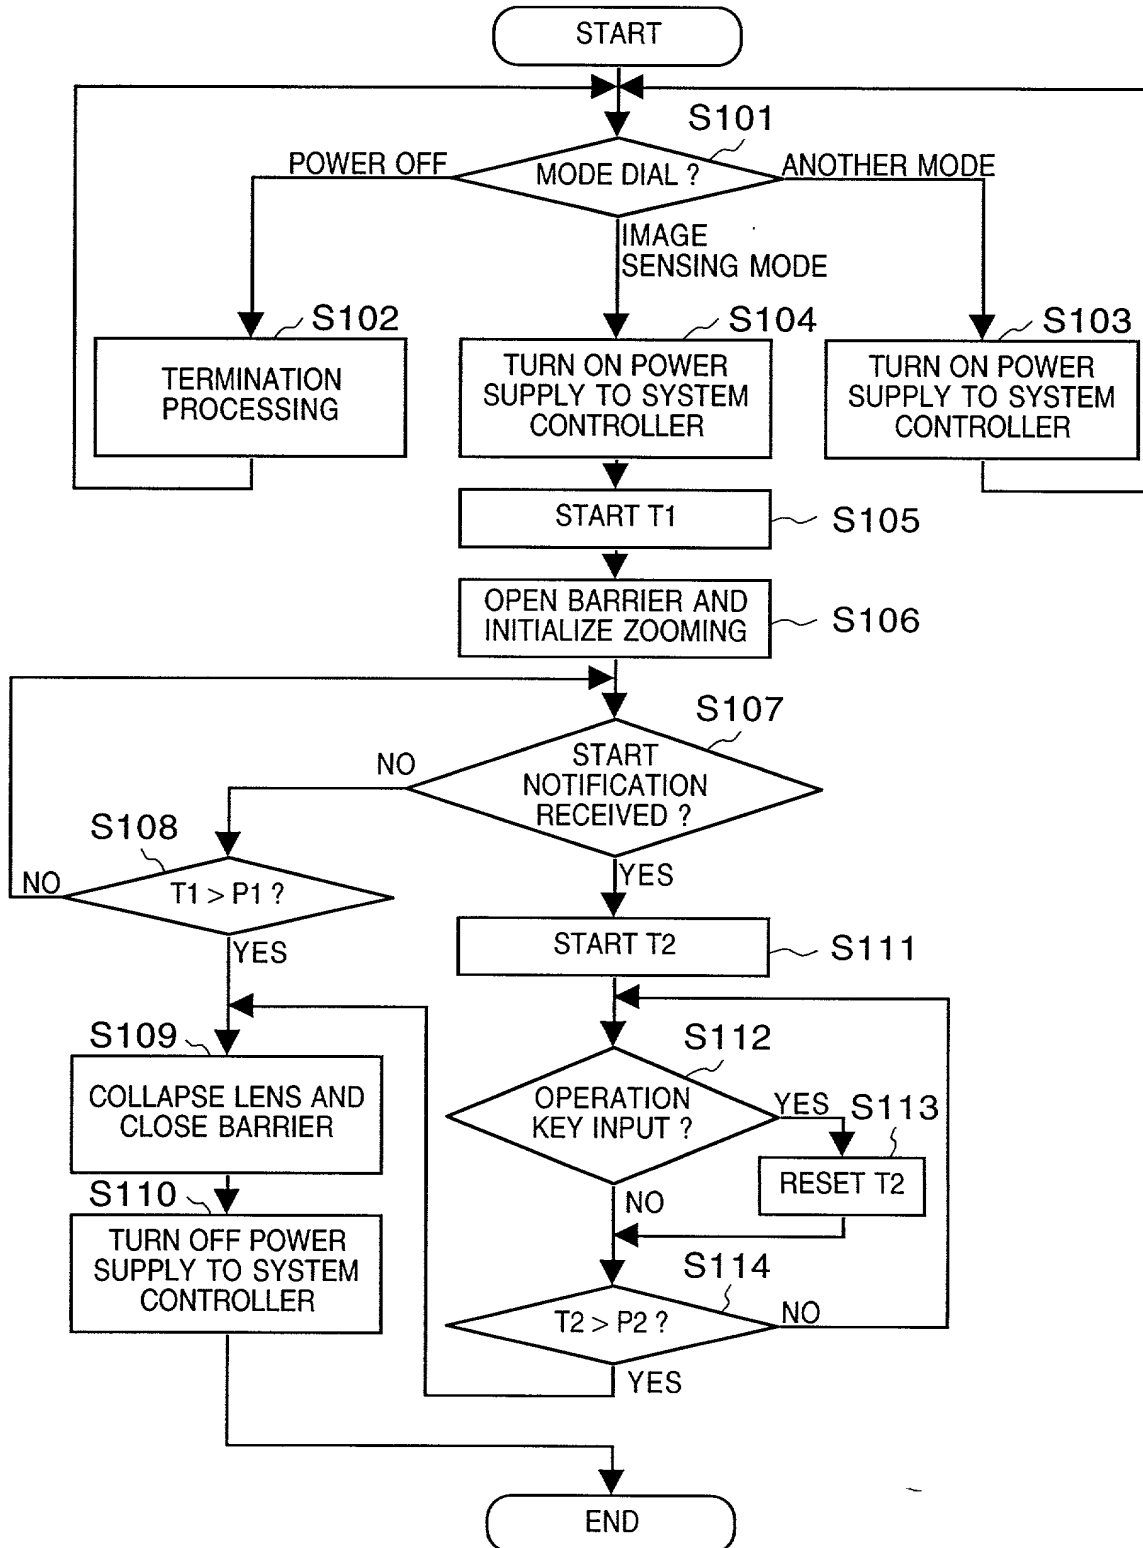 START
S101
POWER OFF
MODE DIAL ?
ANOTHER MODE
IMAGE
SENSING MODE
S102
S104
S103
TERMINATION
PROCESSING
TURN ON POWER
SUPPLY TO SYSTEM
CONTROLLER
TURN ON POWER
SUPPLY TO SYSTEM
CONTROLLER
START T1
S105
OPEN BARRIER AND
INITIALIZE ZOOMING
S106
S107
NO
START
NOTIFICATION
RECEIVED ?
S108
NO
T1 > P1 ?
YES
YES
START T2
S111
S109
COLLAPSE LENS AND
CLOSE BARRIER
S112
OPERATION
KEY INPUT ?
YES
S113
RESET T2
NO
S110
TURN OFF POWER
SUPPLY TO SYSTEM
CONTROLLER
S114
T2 > P2 ?
NO
YES
END